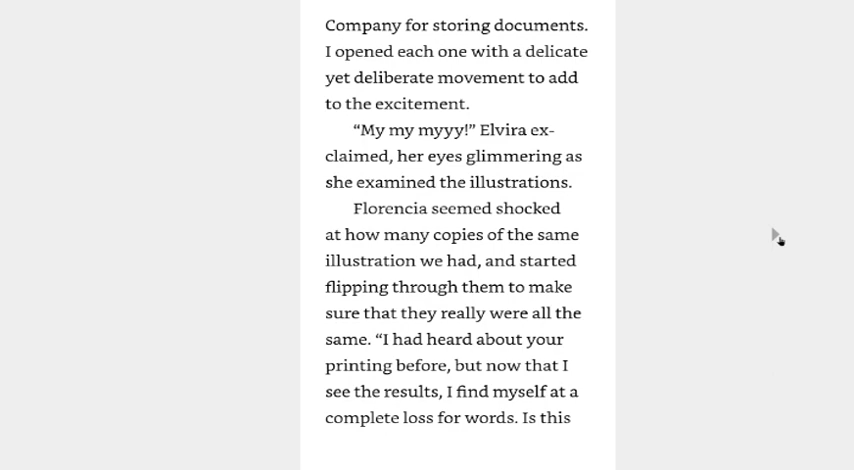 Company for storing documents.
I opened each one with a delicate
yet deliberate movement to add
to the excitement.
“My my myyy!” Elvira ex-
claimed, her eyes glimmering as
she examined the illustrations.
Florencia seemed shocked
at how many copies of the same
illustration we had, and started
flipping through them to make
sure that they really were all the
same. “I had heard about your
printing before, but now that I
see the results, I find myself at a
complete loss for words. Is this